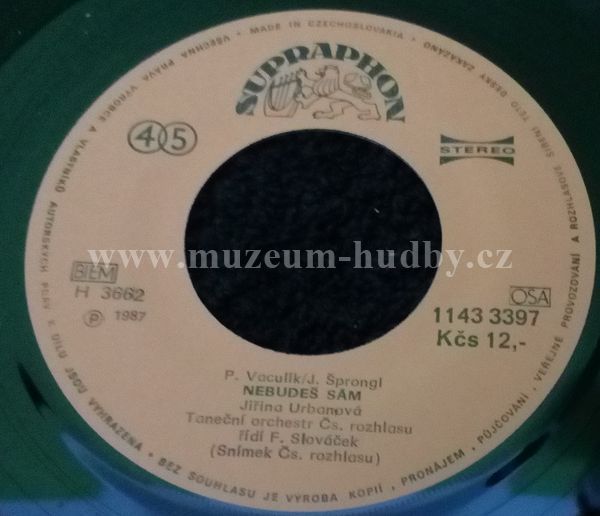 SUPRAPHON
45
STEREO
www.muzeum-hudby.cz
BIEM
H 3662
Ⓟ 1987
OSA
1143 3397
Kčs 12,-
P. Vaculík/J. Šprongl
NEBUDEŠ SÁM
Jiřina Urbanová
Taneční orchestr Čs. rozhlasu
řídí F. Slováček
(Snímek Čs. rozhlasu)
MADE IN CZECHOSLOVAKIA • VŠECHNA PRÁVA VÝROBCE A VLASTNÍKŮ AUTORSKÝCH PRÁV K DÍLU JSOU VYHRAZENA • BEZ SOUHLASU JE VÝROBA KOPIÍ, PRONÁJEM, PŮJČOVÁNÍ, VEŘEJNÉ PROVOZOVÁNÍ A ROZHLASOVÉ ŠÍŘENÍ TÉTO DESKY ZAKÁZÁNO •